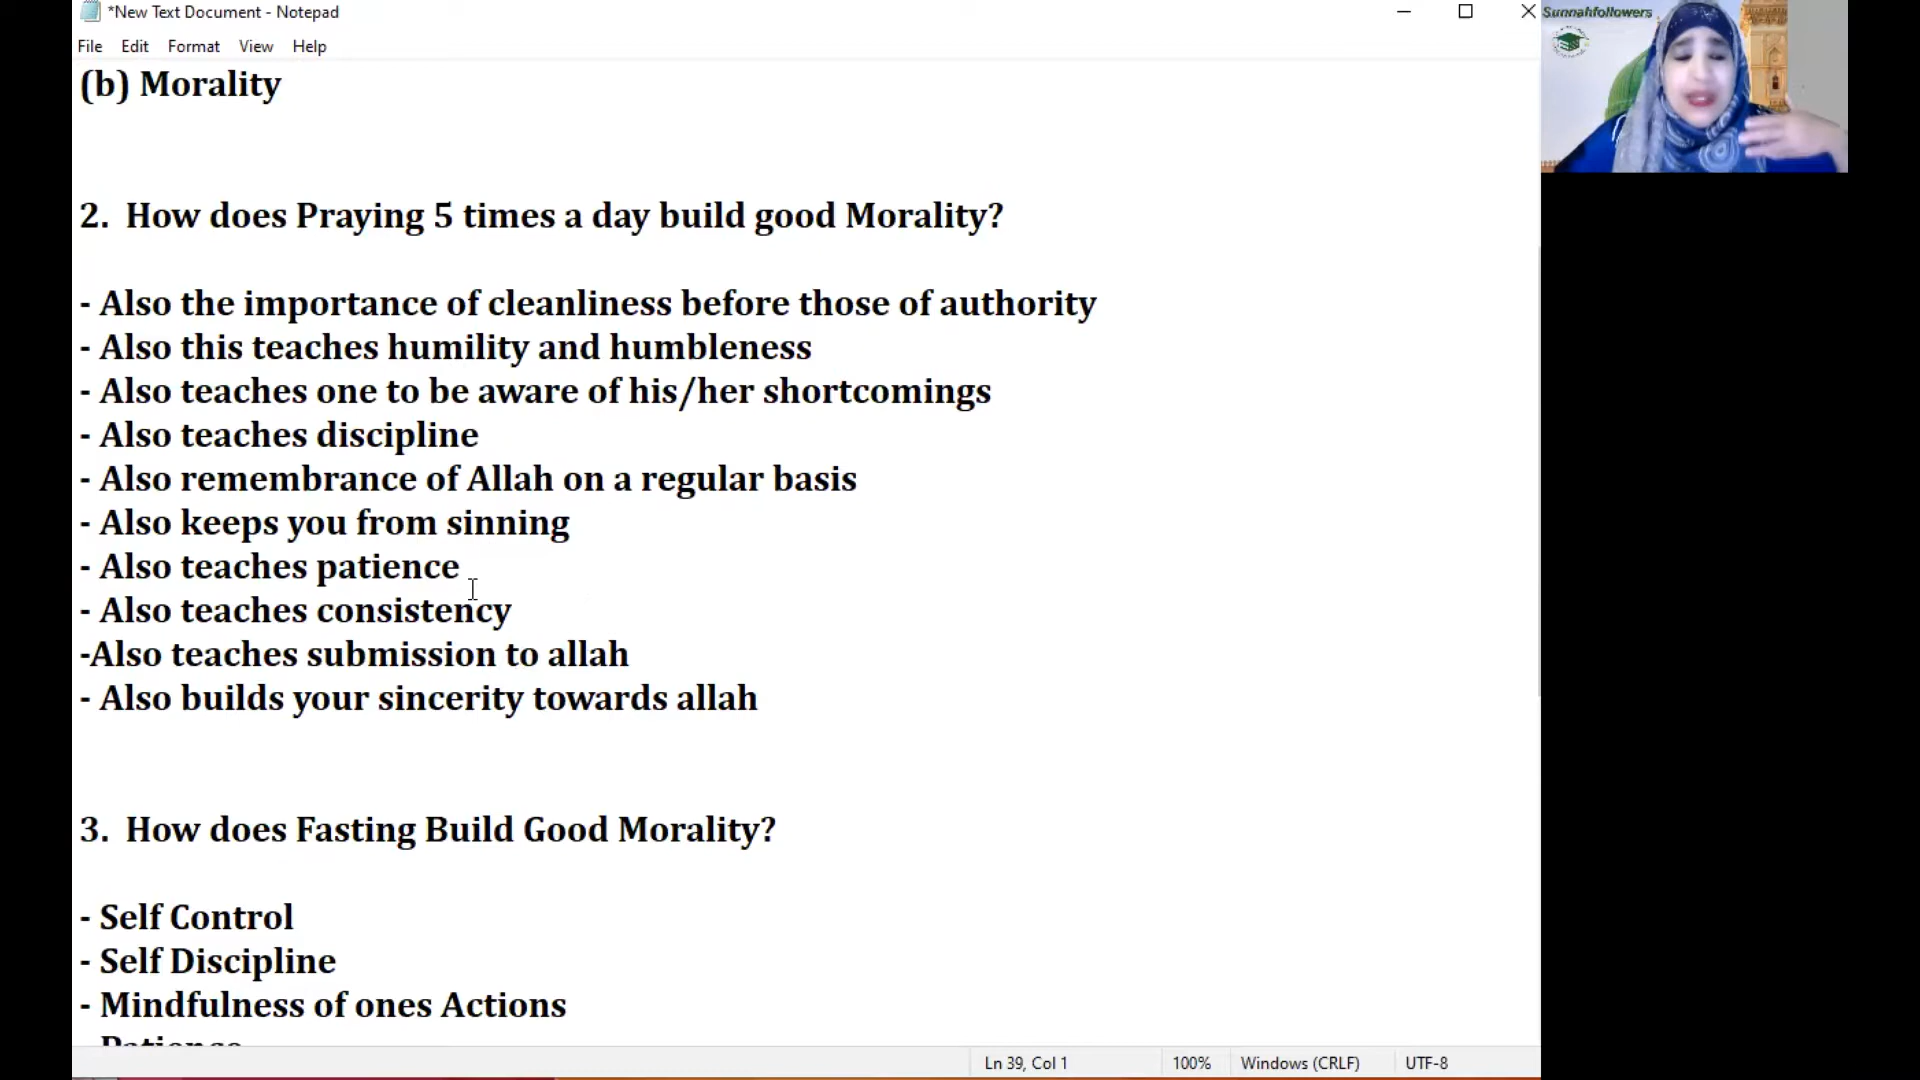 *New Text Document - Notepad
Sunnahfollowers
File Edit Format View Help
(b) Morality
2. How does Praying 5 times a day build good Morality?
- Also the importance of cleanliness before those of authority
- Also this teaches humility and humbleness
- Also teaches one to be aware of his/her shortcomings
- Also teaches discipline
- Also remembrance of Allah on a regular basis
- Also keeps you from sinning
- Also teaches patience
- Also teaches consistency
-Also teaches submission to allah
- Also builds your sincerity towards allah
3. How does Fasting Build Good Morality?
- Self Control
- Self Discipline
- Mindfulness of ones Actions
- Patience
Ln 39, Col 1 100% Windows (CRLF) UTF-8